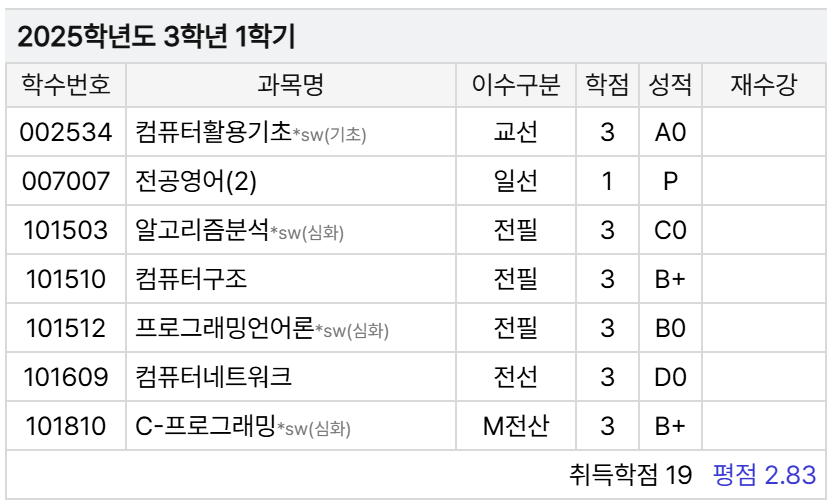 2025학년도 3학년 1학기
학수번호 과목명 이수구분 학점 성적 재수강
002534 컴퓨터활용기초*sw(기초) 교선 3 A0
007007 전공영어(2) 일선 1 P
101503 알고리즘분석*sw(심화) 전필 3 C0
101510 컴퓨터구조 전필 3 B+
101512 프로그래밍언어론*sw(심화) 전필 3 B0
101609 컴퓨터네트워크 전선 3 D0
101810 C-프로그래밍*sw(심화) M전산 3 B+
취득학점 19 평점 2.83